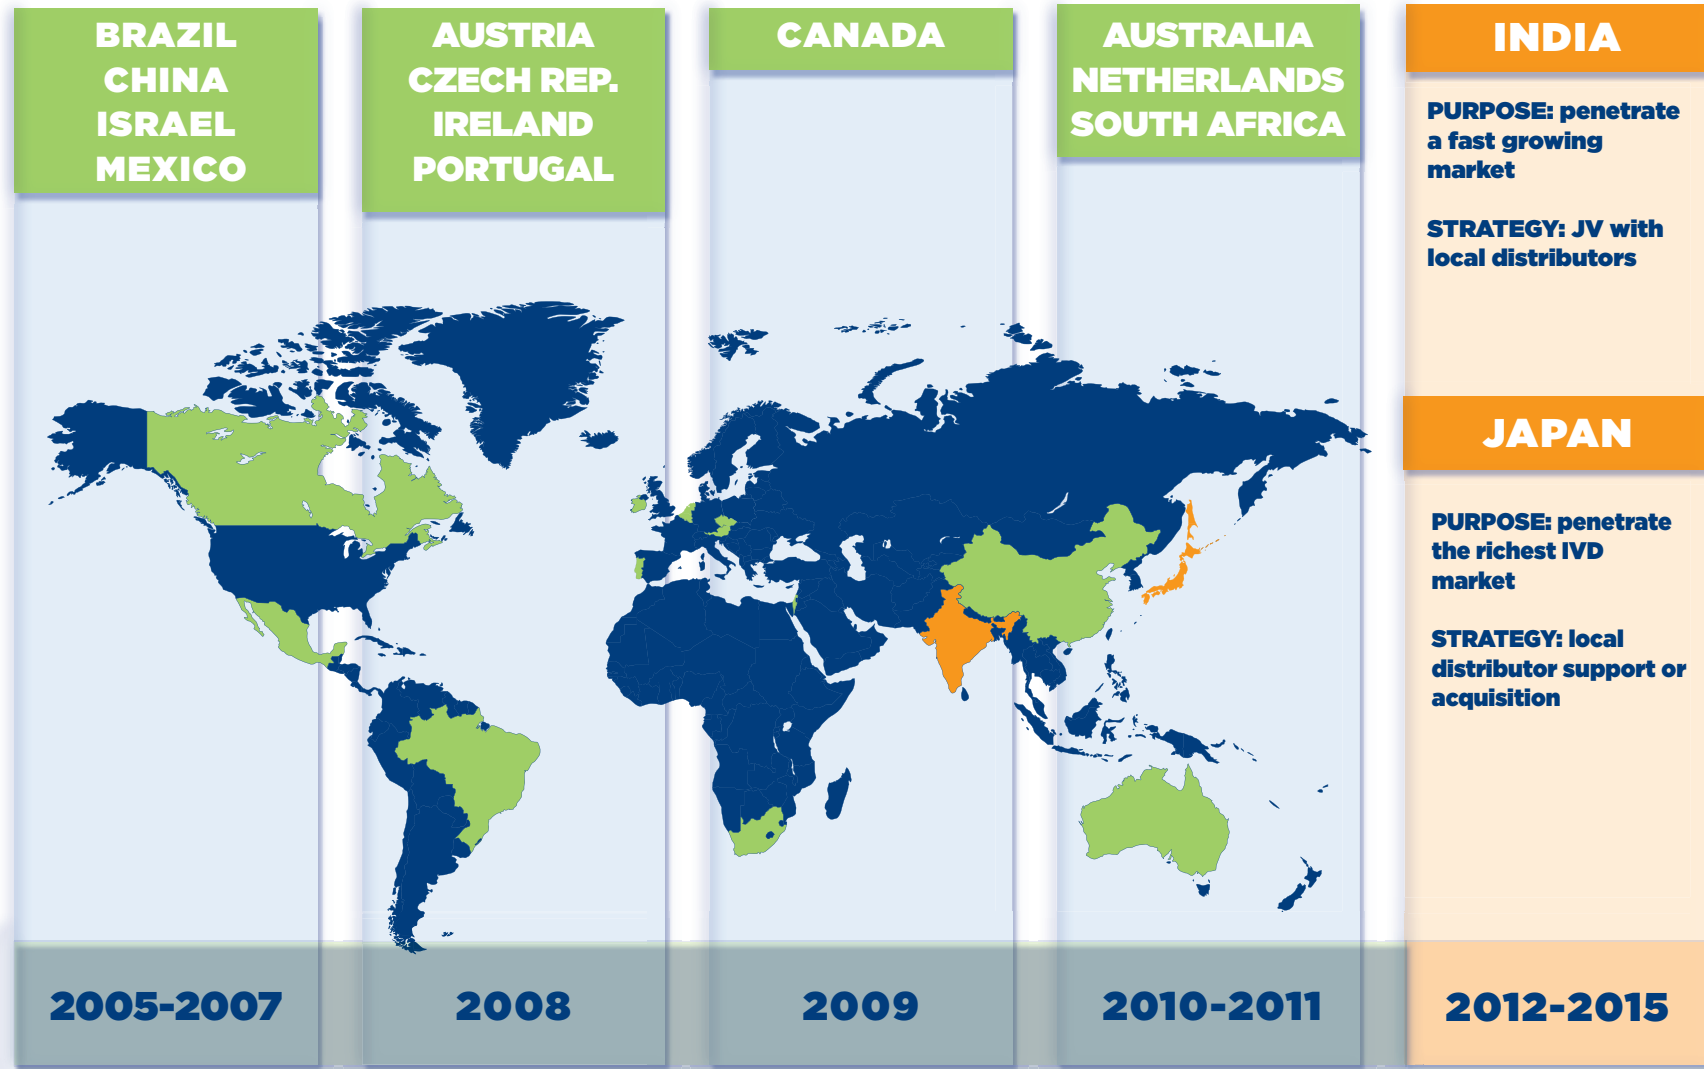 BRAZIL
CHINA
ISRAEL
MEXICO
AUSTRIA
CZECH REP.
IRELAND
PORTUGAL
CANADA
AUSTRALIA
NETHERLANDS
SOUTH AFRICA
INDIA
PURPOSE: penetrate
a fast growing
market
STRATEGY: JV with
local distributors
JAPAN
PURPOSE: penetrate
the richest IVD
market
STRATEGY: local
distributor support or
acquisition
2005-2007
2008
2009
2010-2011
2012-2015